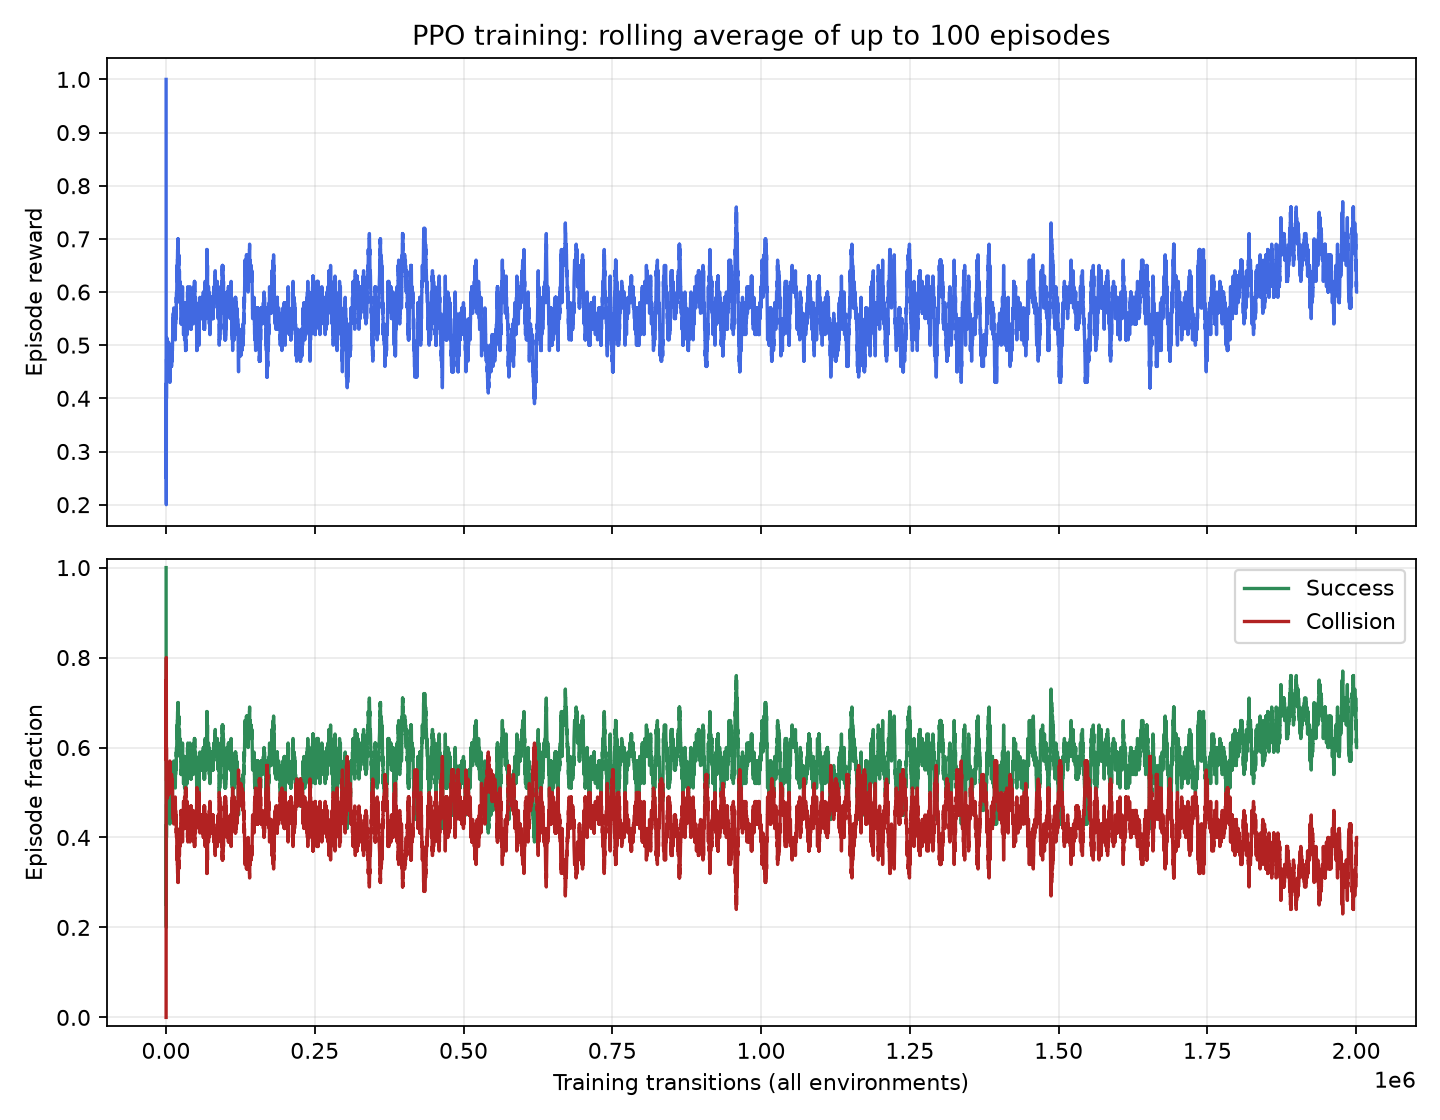 PPO training: rolling average of up to 100 episodes
1.0
0.9
0.8
0.7
0.6
0.5
0.4
0.3
0.2
Episode reward
1.0
0.8
0.6
0.4
0.2
0.0
Episode fraction
Success
Collision
0.00 0.25 0.50 0.75 1.00 1.25 1.50 1.75 2.00
1e6
Training transitions (all environments)